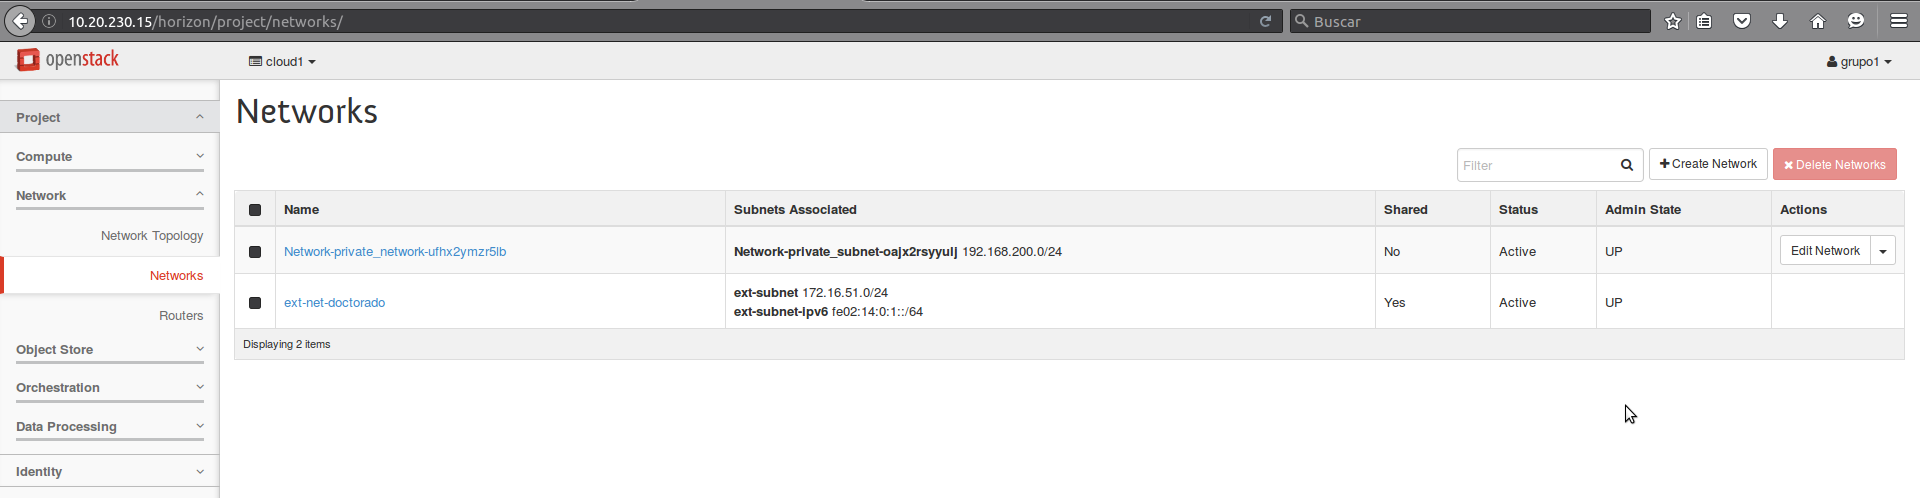 10.20.230.15/horizon/project/networks/
Buscar
openstack
cloud1
grupo1
Project
Compute
Network
Network Topology
Networks
Routers
Object Store
Orchestration
Data Processing
Identity
Networks
Filter
Create Network
Delete Networks
Name Subnets Associated Shared Status Admin State Actions
Network-private_network-ufhx2ymzr5lb Network-private_subnet-oajx2rsyyulj 192.168.200.0/24 No Active UP Edit Network
ext-net-doctorado ext-subnet 172.16.51.0/24 Yes Active UP
ext-subnet-ipv6 fe02:14:0:1::/64
Displaying 2 items